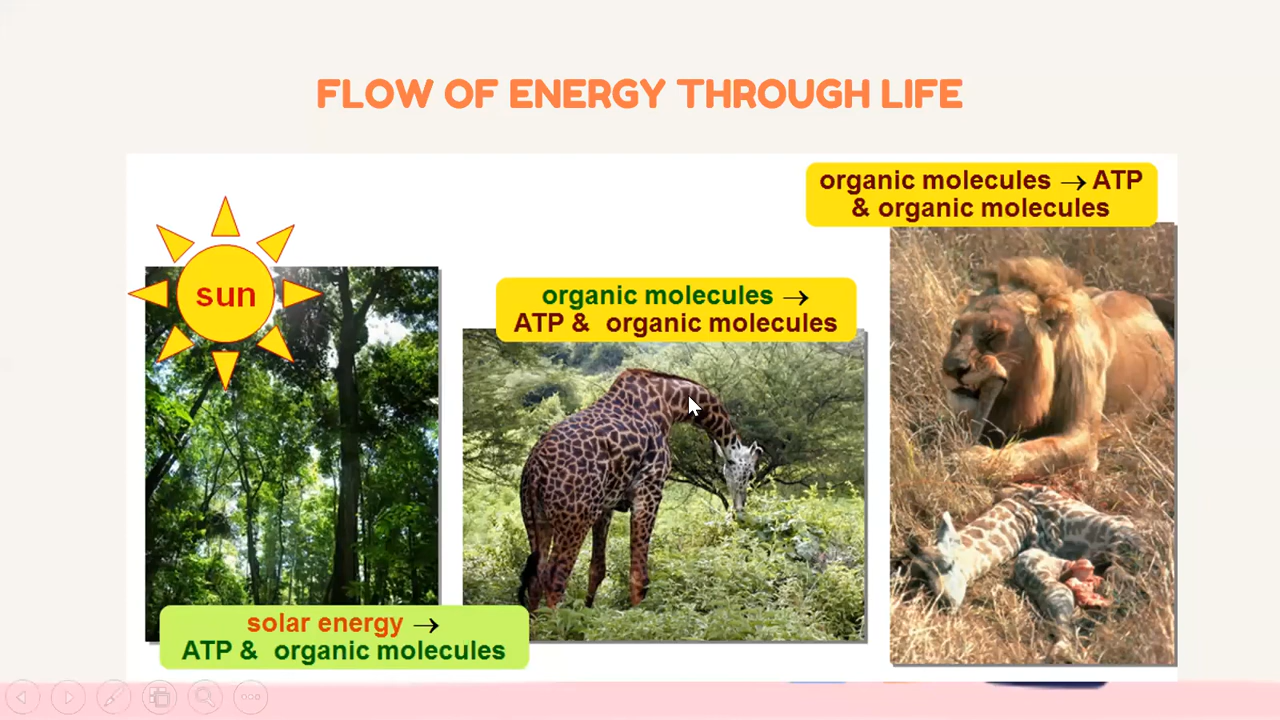 FLOW OF ENERGY THROUGH LIFE
sun
solar energy →
ATP & organic molecules
organic molecules →
ATP & organic molecules
organic molecules → ATP
& organic molecules